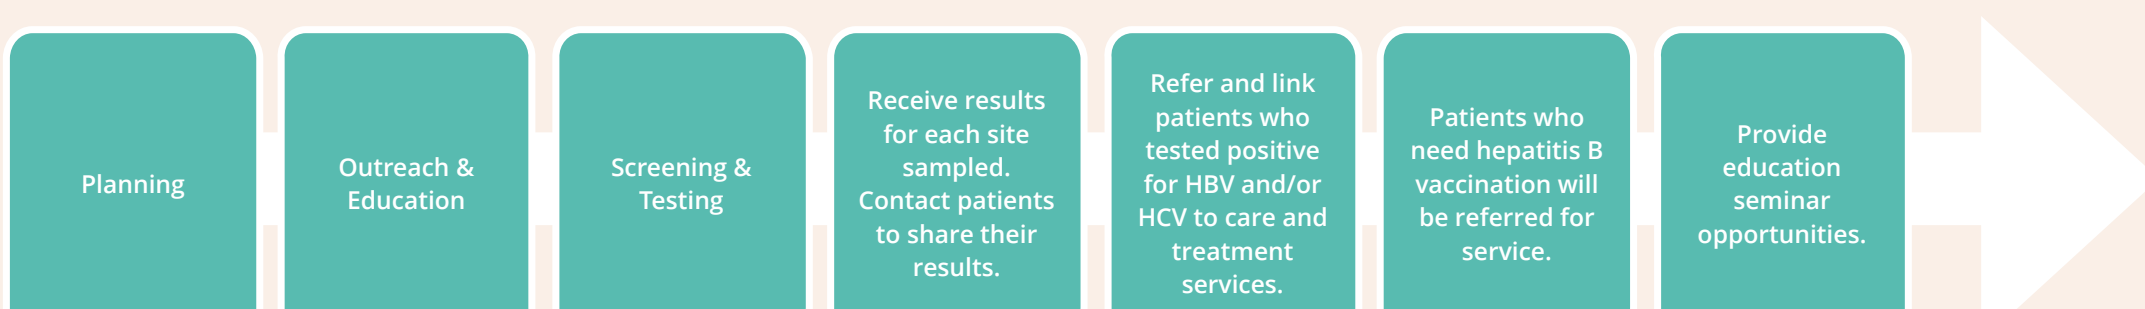 Planning
Outreach &
Education
Screening &
Testing
Receive results
for each site
sampled.
Contact patients
to share their
results.
Refer and link
patients who
tested positive
for HBV and/or
HCV to care and
treatment
services.
Patients who
need hepatitis B
vaccination will
be referred for
service.
Provide
education
seminar
opportunities.